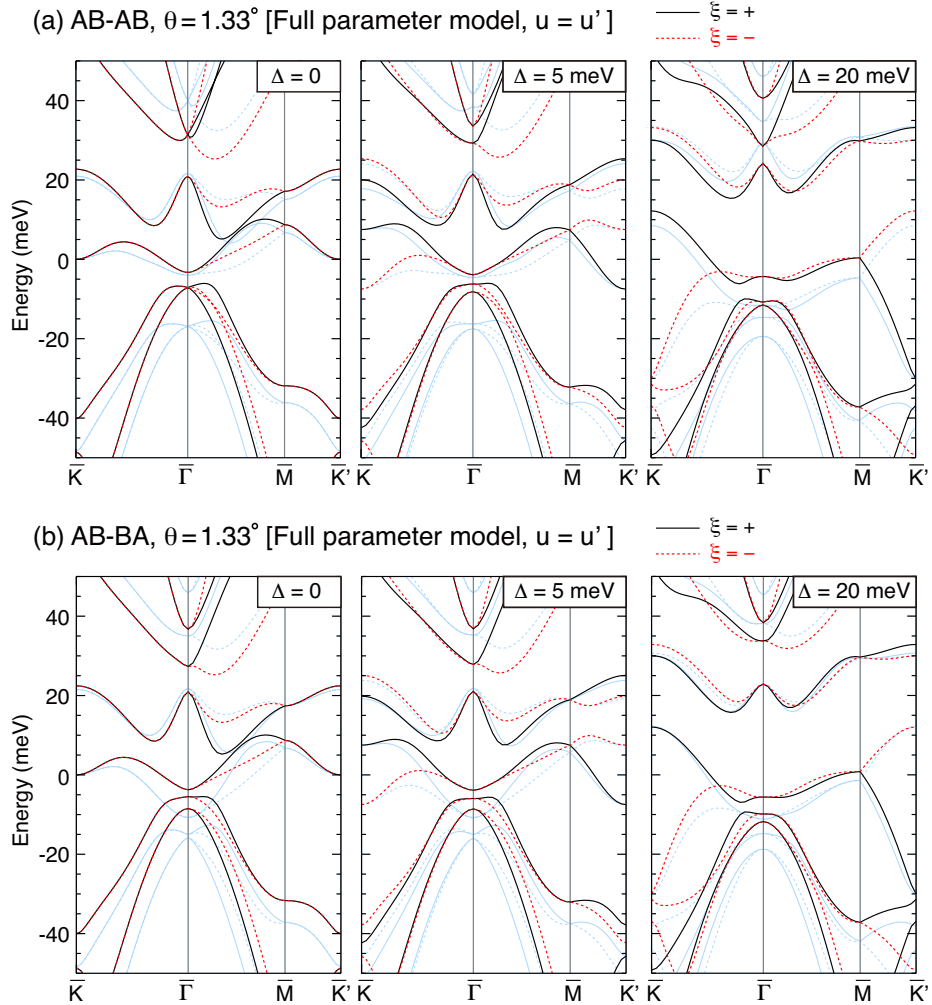 (a) AB-AB, θ = 1.33° [Full parameter model, u = u' ]
ξ = +
ξ = −
Δ = 0
Δ = 5 meV
Δ = 20 meV
Energy (meV)
40
20
0
-20
-40
K̅ Γ̅ M̅ K̅'
K̅ Γ̅ M̅ K̅'
K̅ Γ̅ M̅ K̅'
(b) AB-BA, θ = 1.33° [Full parameter model, u = u' ]
ξ = +
ξ = −
Δ = 0
Δ = 5 meV
Δ = 20 meV
Energy (meV)
40
20
0
-20
-40
K̅ Γ̅ M̅ K̅'
K̅ Γ̅ M̅ K̅'
K̅ Γ̅ M̅ K̅'